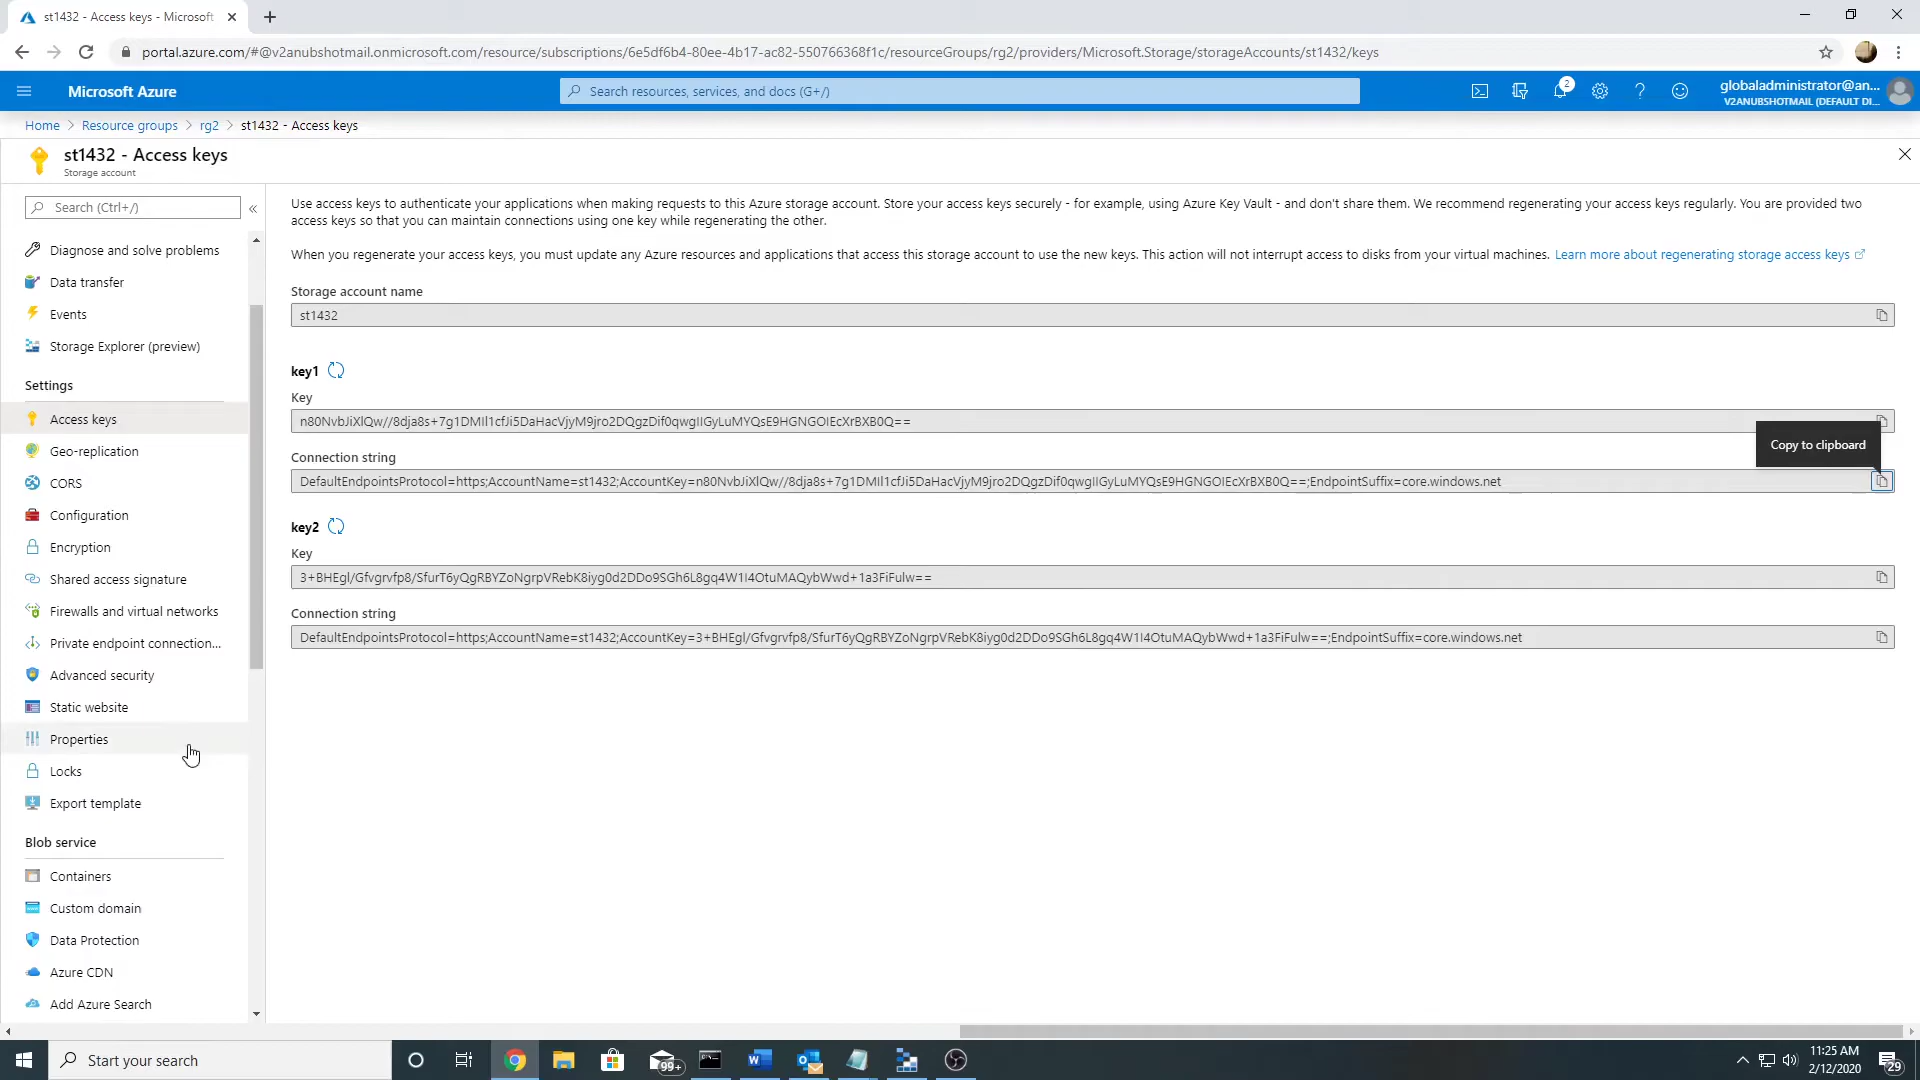 st1432 - Access keys - Microsoft
portal.azure.com/#@v2anubshotmail.onmicrosoft.com/resource/subscriptions/6e5df6b4-80ee-4b17-ac82-550766368f1c/resourceGroups/rg2/providers/Microsoft.Storage/storageAccounts/st1432/keys
Microsoft Azure
Search resources, services, and docs (G+/)
2
globaladministrator@an...
V2ANUBSHOTMAIL (DEFAULT DI...
Home > Resource groups > rg2 > st1432 - Access keys
st1432 - Access keys
Storage account
Search (Ctrl+/)
Diagnose and solve problems
Data transfer
Events
Storage Explorer (preview)
Settings
Access keys
Geo-replication
CORS
Configuration
Encryption
Shared access signature
Firewalls and virtual networks
Private endpoint connection...
Advanced security
Static website
Properties
Locks
Export template
Blob service
Containers
Custom domain
Data Protection
Azure CDN
Add Azure Search
Use access keys to authenticate your applications when making requests to this Azure storage account. Store your access keys securely - for example, using Azure Key Vault - and don't share them. We recommend regenerating your access keys regularly. You are provided two
access keys so that you can maintain connections using one key while regenerating the other.
When you regenerate your access keys, you must update any Azure resources and applications that access this storage account to use the new keys. This action will not interrupt access to disks from your virtual machines. Learn more about regenerating storage access keys
Storage account name
st1432
key1
Key
n80NvbJiXlQw//8dja8s+7g1DMIl1cfJi5DaHacVjyM9jro2DQgzDif0qwgIIGyLuMYQsE9HGNGOIEcXrBXB0Q==
Copy to clipboard
Connection string
DefaultEndpointsProtocol=https;AccountName=st1432;AccountKey=n80NvbJiXlQw//8dja8s+7g1DMIl1cfJi5DaHacVjyM9jro2DQgzDif0qwgIIGyLuMYQsE9HGNGOIEcXrBXB0Q==;EndpointSuffix=core.windows.net
key2
Key
3+BHEgl/Gfvgrvfp8/SfurT6yQgRBYZoNgrpVRebK8iyg0d2DDo9SGh6L8gq4W1I4OtuMAQybWwd+1a3FiFulw==
Connection string
DefaultEndpointsProtocol=https;AccountName=st1432;AccountKey=3+BHEgl/Gfvgrvfp8/SfurT6yQgRBYZoNgrpVRebK8iyg0d2DDo9SGh6L8gq4W1I4OtuMAQybWwd+1a3FiFulw==;EndpointSuffix=core.windows.net
Start your search
99+
11:25 AM
2/12/2020
29